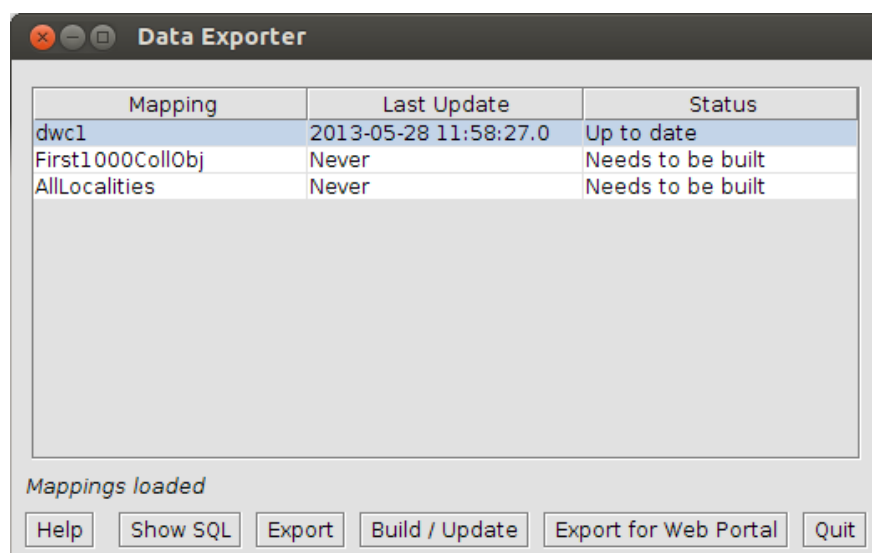 Data Exporter
Mapping Last Update Status
dwc1 2013-05-28 11:58:27.0 Up to date
First1000CollObj Never Needs to be built
AllLocalities Never Needs to be built
Mappings loaded
Help Show SQL Export Build / Update Export for Web Portal Quit